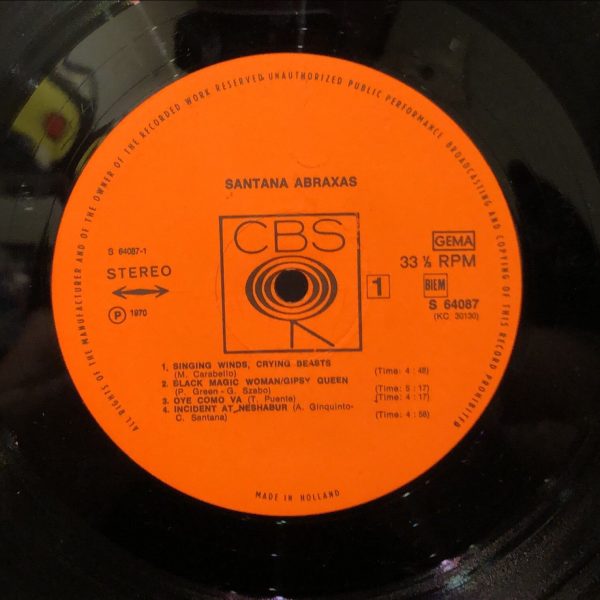 ALL RIGHTS OF THE MANUFACTURER AND OF THE OWNER OF THE RECORDED WORK RESERVED. UNAUTHORIZED PUBLIC PERFORMANCE BROADCASTING AND COPYING OF THIS RECORD PROHIBITED
SANTANA ABRAXAS
CBS
GEMA
S 64087-1
33 ⅓ RPM
STEREO
1
BIEM
S 64087
Ⓟ 1970
(KC 30130)
1. SINGING WINDS, CRYING BEASTS
(M. Carabello) (Time: 4 : 48)
2. BLACK MAGIC WOMAN/GIPSY QUEEN
(P. Green - G. Szabo) (Time: 5 : 17)
3. OYE COMO VA (T. Puente) (Time: 4 : 17)
4. INCIDENT AT NESHABUR (A. Ginquinto-
C. Santana) (Time: 4 : 58)
MADE IN HOLLAND